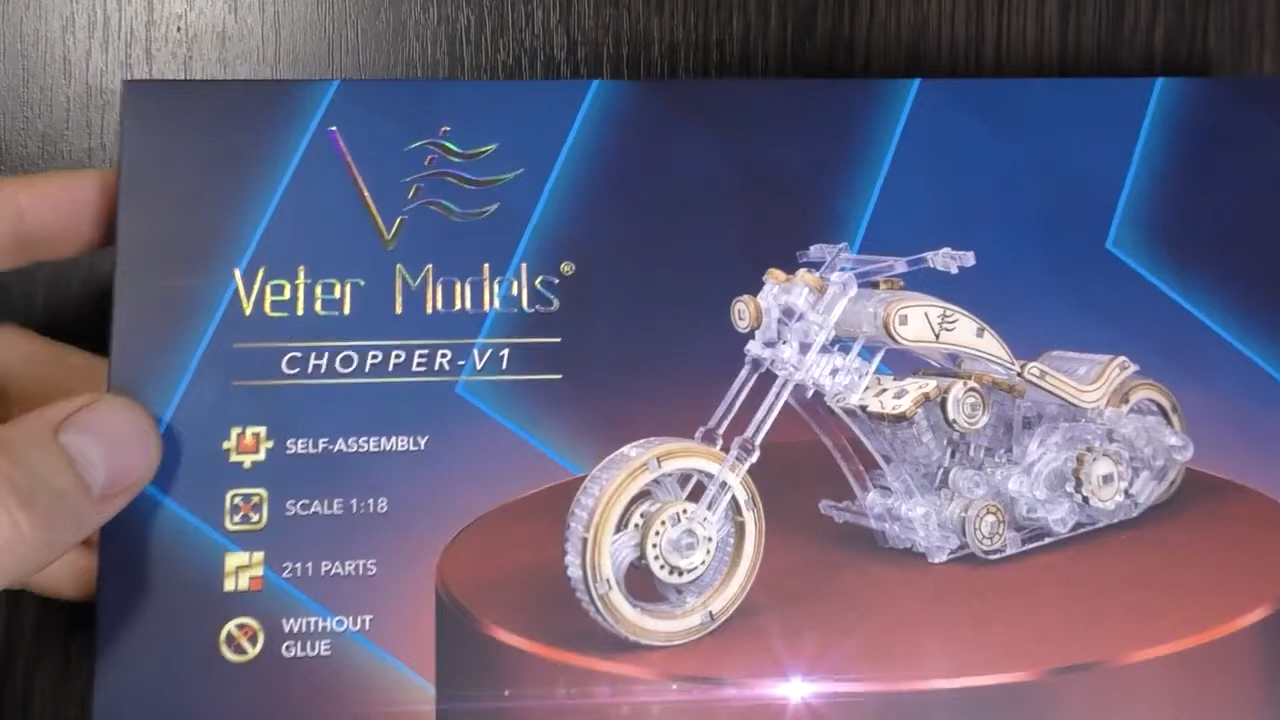 Veter Models®
CHOPPER-V1
SELF-ASSEMBLY
SCALE 1:18
211 PARTS
WITHOUT
GLUE